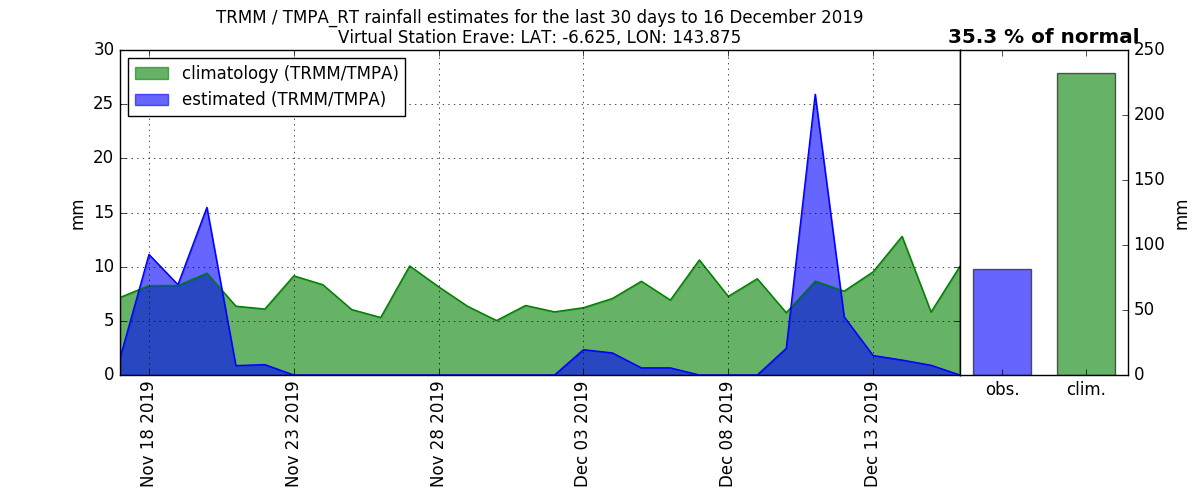 TRMM / TMPA_RT rainfall estimates for the last 30 days to 16 December 2019
Virtual Station Erave: LAT: -6.625, LON: 143.875
35.3 % of normal
climatology (TRMM/TMPA)
estimated (TRMM/TMPA)
30
25
20
15
10
5
0
mm
Nov 18 2019
Nov 23 2019
Nov 28 2019
Dec 03 2019
Dec 08 2019
Dec 13 2019
obs.
clim.
250
200
150
100
50
0
mm